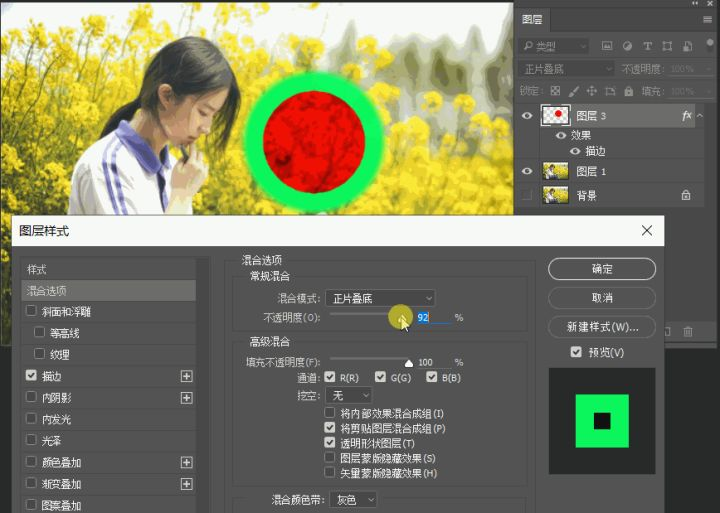 图层
类型
正片叠底
不透明度: 100%
锁定:
填充: 100%
图层 3
fx
效果
描边
图层 1
背景
图层样式
样式
混合选项
斜面和浮雕
等高线
纹理
描边
内阴影
内发光
光泽
颜色叠加
渐变叠加
图案叠加
混合选项
常规混合
混合模式: 正片叠底
不透明度(O): 92 %
高级混合
填充不透明度(F): 100 %
通道: R(R) G(G) B(B)
挖空: 无
将内部效果混合成组(I)
将剪贴图层混合成组(P)
透明形状图层(T)
图层蒙版隐藏效果(S)
矢量蒙版隐藏效果(H)
混合颜色带: 灰色
确定
取消
新建样式(W)...
预览(V)